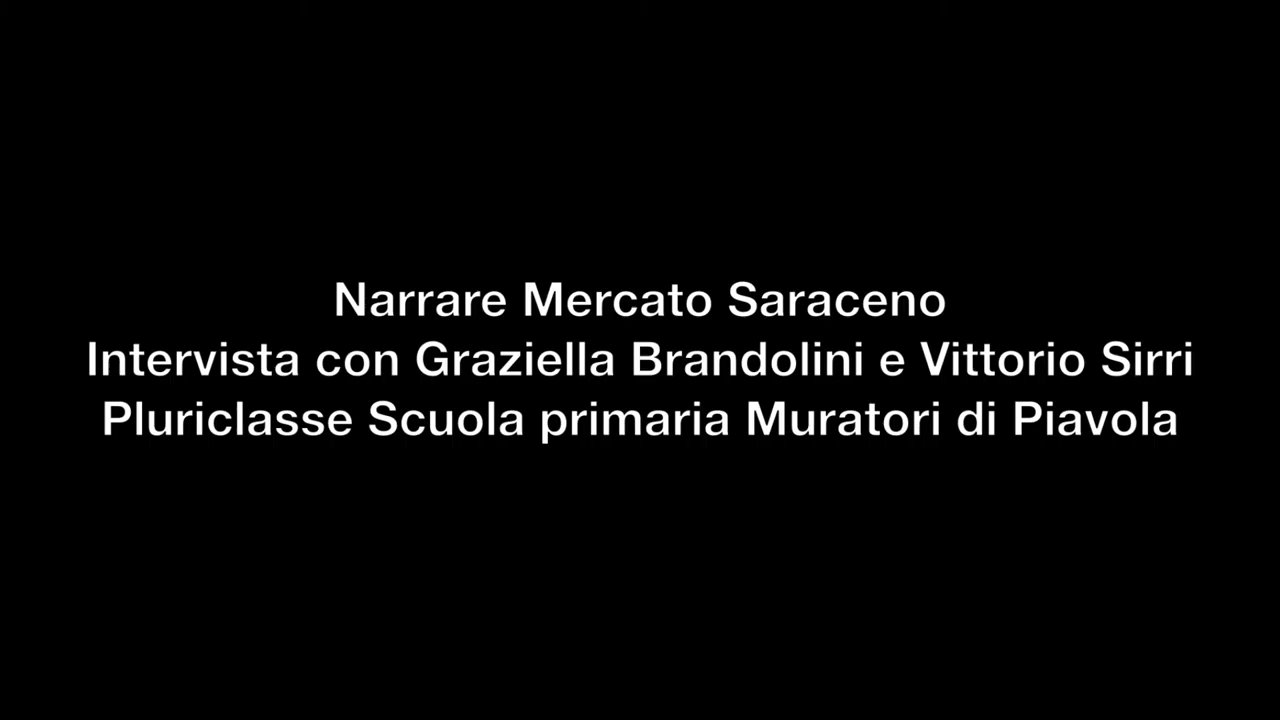 Narrare Mercato Saraceno
Intervista con Graziella Brandolini e Vittorio Sirri
Pluriclasse Scuola primaria Muratori di Piavola